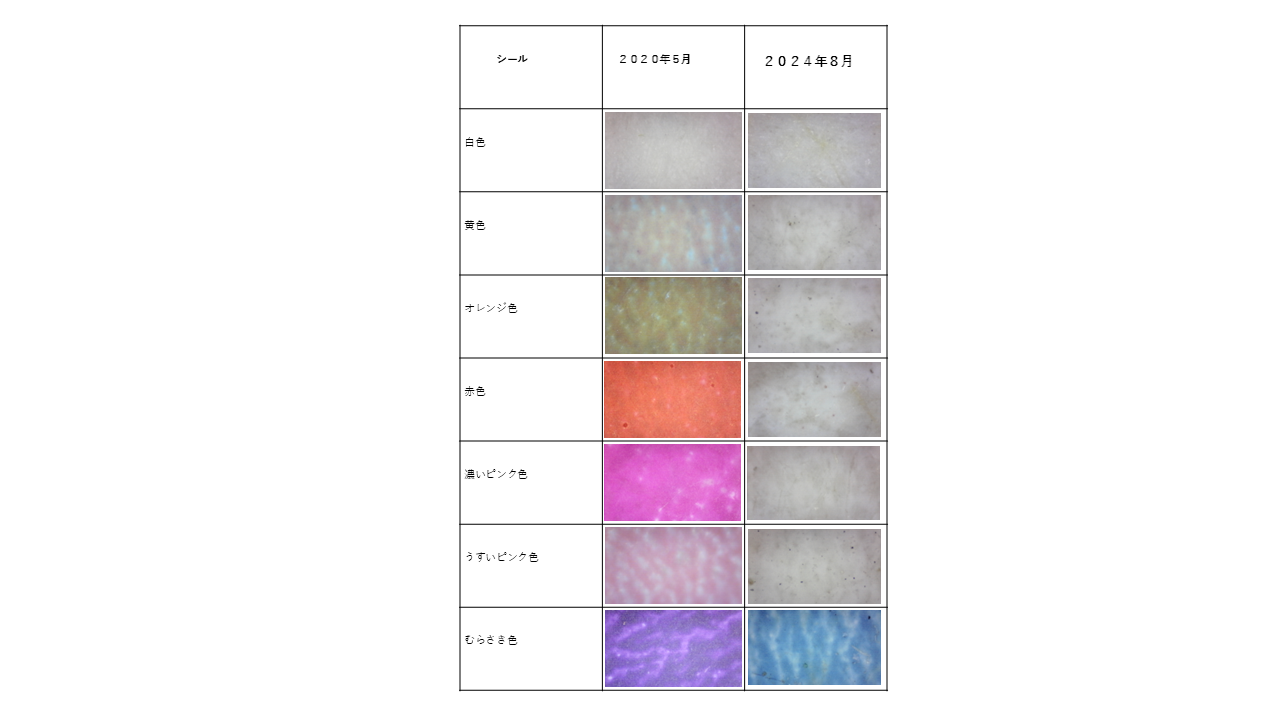 シール
２０２０年５月
２０２４年８月
白色
黄色
オレンジ色
赤色
濃いピンク色
うすいピンク色
むらさき色